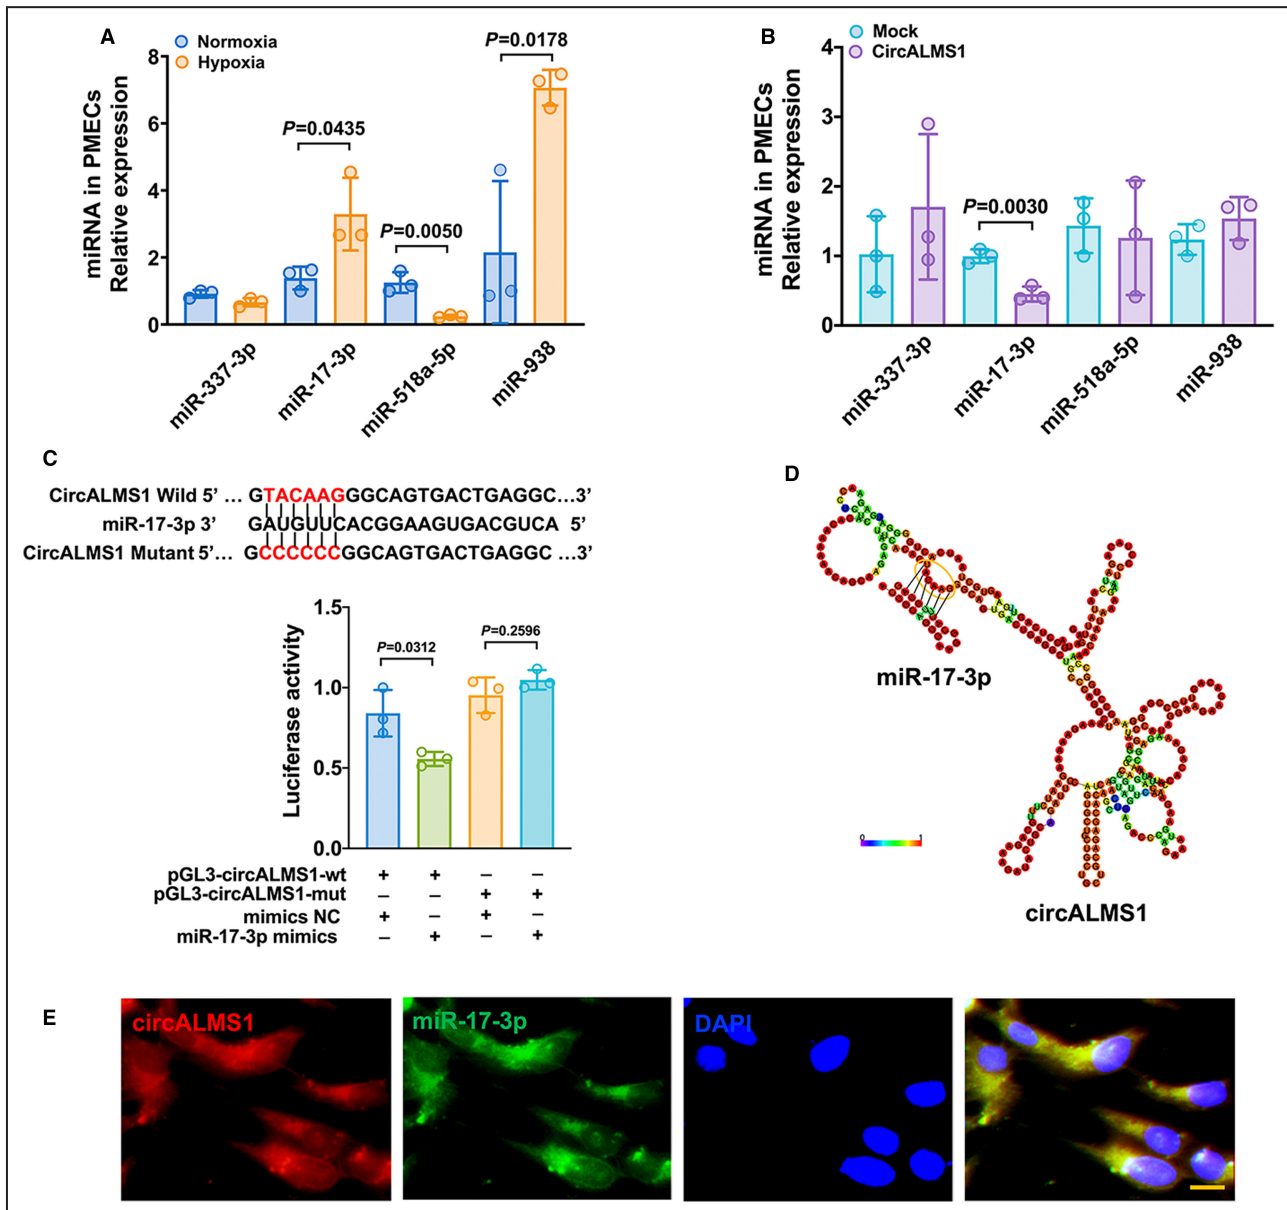 A
Normoxia
Hypoxia
P=0.0435
P=0.0050
P=0.0178
miRNA in PMECs
Relative expression
8
6
4
2
0
miR-337-3p
miR-17-3p
miR-518a-5p
miR-938
B
Mock
CircALMS1
P=0.0030
miRNA in PMECs
Relative expression
4
3
2
1
0
miR-337-3p
miR-17-3p
miR-518a-5p
miR-938
C
CircALMS1 Wild 5’ … GTACAAGGGCAGTGACTGAGGC…3’
miR-17-3p 3’ GAUGUUCACGGAAGUGACGUCA 5’
CircALMS1 Mutant 5’… GCCCCCCGGCAGTGACTGAGGC …3’
Luciferase activity
1.5
1.0
0.5
0.0
P=0.0312
P=0.2596
pGL3-circALMS1-wt + + – –
pGL3-circALMS1-mut – – + +
mimics NC + – + –
miR-17-3p mimics – + – +
D
miR-17-3p
0 1
circALMS1
E
circALMS1
miR-17-3p
DAPI